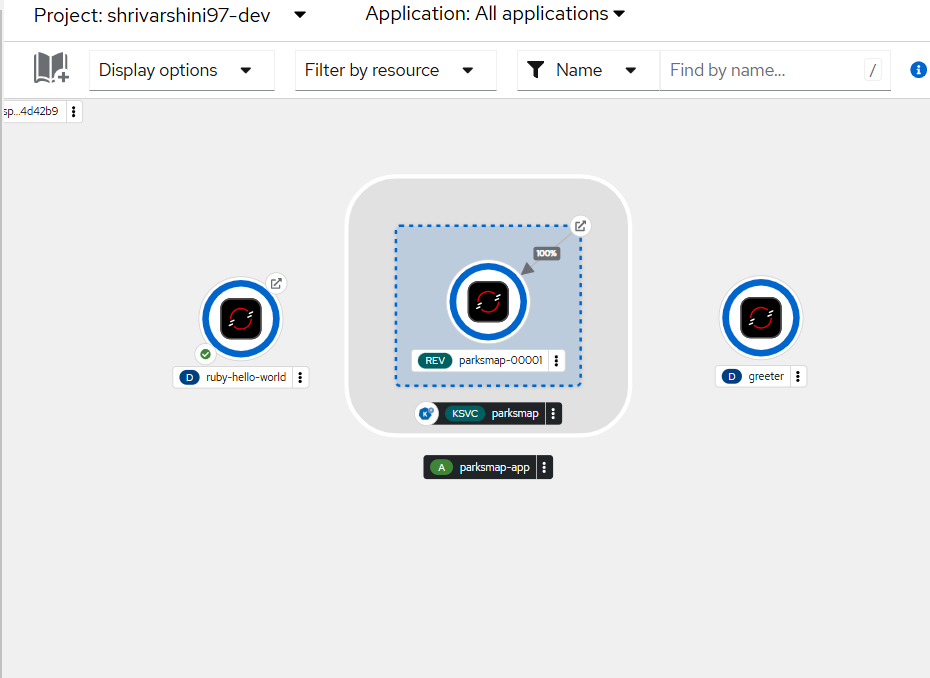 Project: shrivarshini97-dev Application: All applications
Display options Filter by resource Name Find by name... /
sp...4d42b9
100%
REV parksmap-00001
D ruby-hello-world
D greeter
KSVC parksmap
A parksmap-app